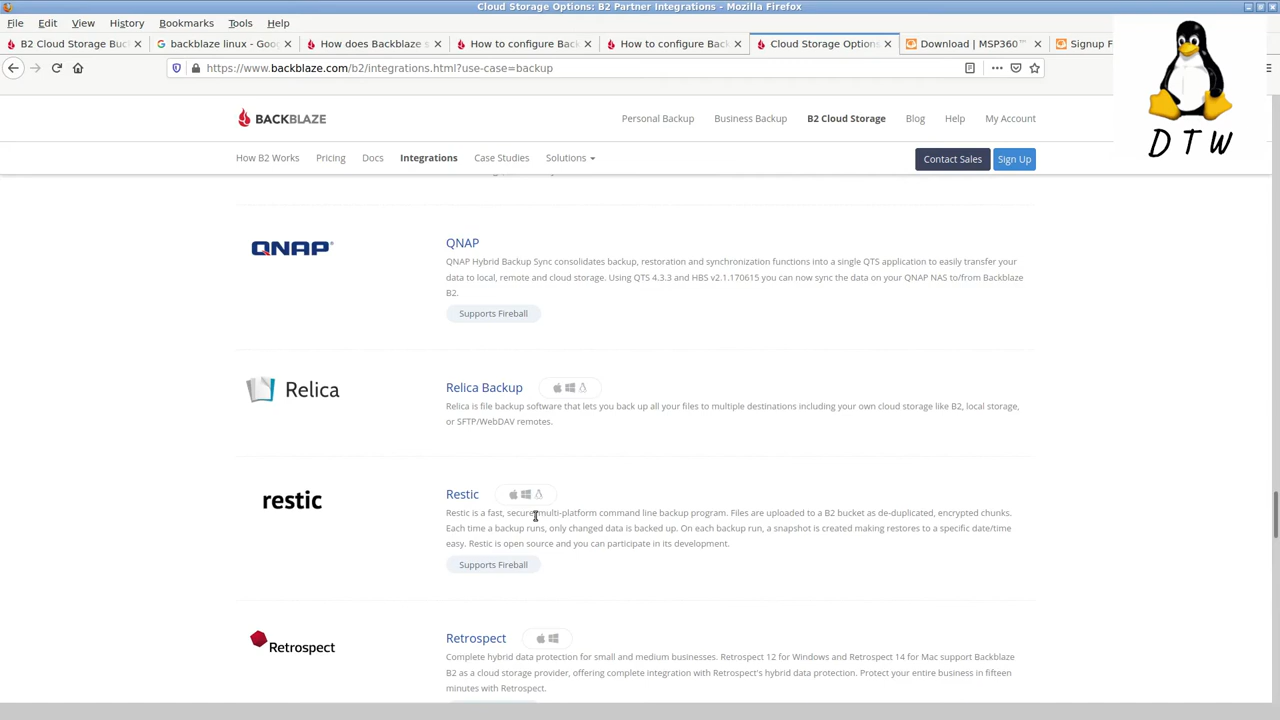 Cloud Storage Options: B2 Partner Integrations - Mozilla Firefox
File Edit View History Bookmarks Tools Help
B2 Cloud Storage Buc
backblaze linux - Goo
How does Backblaze s
How to configure Back
How to configure Back
Cloud Storage Options
Download | MSP360™
Signup F
https://www.backblaze.com/b2/integrations.html?use-case=backup
BACKBLAZE
Personal Backup Business Backup B2 Cloud Storage Blog Help My Account
How B2 Works Pricing Docs Integrations Case Studies Solutions
Contact Sales Sign Up
DTW
QNAP
QNAP
QNAP Hybrid Backup Sync consolidates backup, restoration and synchronization functions into a single QTS application to easily transfer your
data to local, remote and cloud storage. Using QTS 4.3.3 and HBS v2.1.170615 you can now sync the data on your QNAP NAS to/from Backblaze
B2.
Supports Fireball
Relica
Relica Backup
Relica is file backup software that lets you back up all your files to multiple destinations including your own cloud storage like B2, local storage,
or SFTP/WebDAV remotes.
restic
Restic
Restic is a fast, secure multi-platform command line backup program. Files are uploaded to a B2 bucket as de-duplicated, encrypted chunks.
Each time a backup runs, only changed data is backed up. On each backup run, a snapshot is created making restores to a specific date/time
easy. Restic is open source and you can participate in its development.
Supports Fireball
Retrospect
Retrospect
Complete hybrid data protection for small and medium businesses. Retrospect 12 for Windows and Retrospect 14 for Mac support Backblaze
B2 as a cloud storage provider, offering complete integration with Retrospect's hybrid data protection. Protect your entire business in fifteen
minutes with Retrospect.